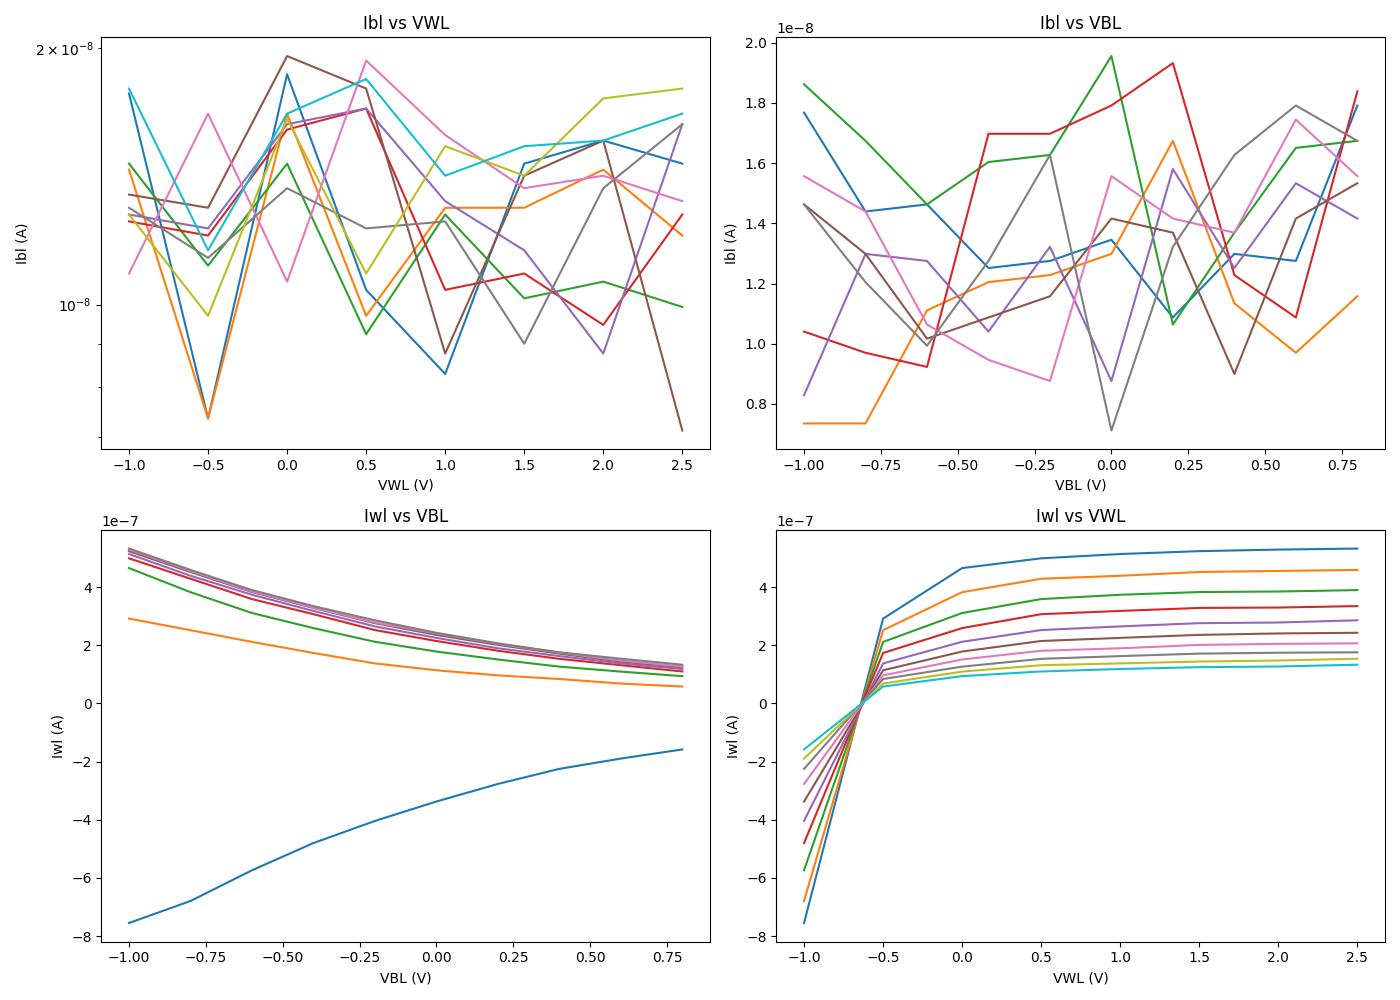 Ibl vs VWL
2 × 10⁻⁸
10⁻⁸
Ibl (A)
−1.0 −0.5 0.0 0.5 1.0 1.5 2.0 2.5
VWL (V)
Ibl vs VBL
1e−8
2.0
1.8
1.6
1.4
1.2
1.0
0.8
Ibl (A)
−1.00 −0.75 −0.50 −0.25 0.00 0.25 0.50 0.75
VBL (V)
Iwl vs VBL
1e−7
4
2
0
−2
−4
−6
−8
Iwl (A)
−1.00 −0.75 −0.50 −0.25 0.00 0.25 0.50 0.75
VBL (V)
Iwl vs VWL
1e−7
4
2
0
−2
−4
−6
−8
Iwl (A)
−1.0 −0.5 0.0 0.5 1.0 1.5 2.0 2.5
VWL (V)